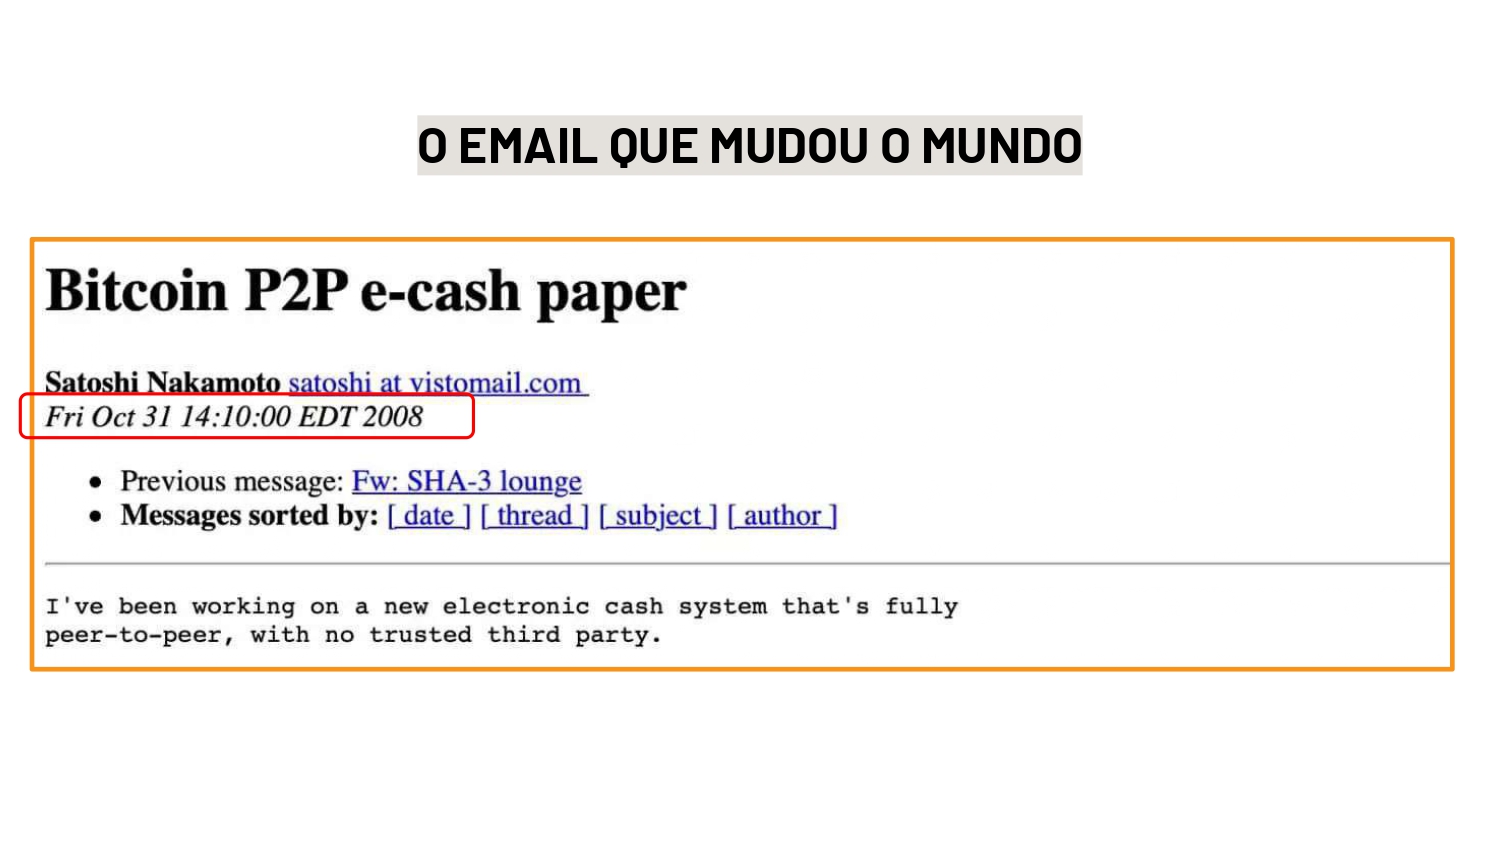 O EMAIL QUE MUDOU O MUNDO
Bitcoin P2P e-cash paper
Satoshi Nakamoto satoshi at vistomail.com
Fri Oct 31 14:10:00 EDT 2008
• Previous message: Fw: SHA-3 lounge
• Messages sorted by: [ date ] [ thread ] [ subject ] [ author ]
I've been working on a new electronic cash system that's fully
peer-to-peer, with no trusted third party.